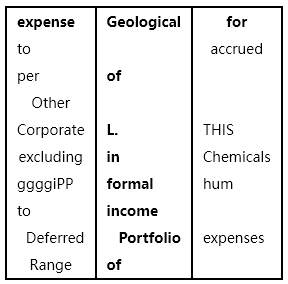 expense Geological for
to accrued
per of
Other
Corporate L. THIS
excluding in Chemicals
ggggiPP formal hum
to income
Deferred Portfolio expenses
Range of